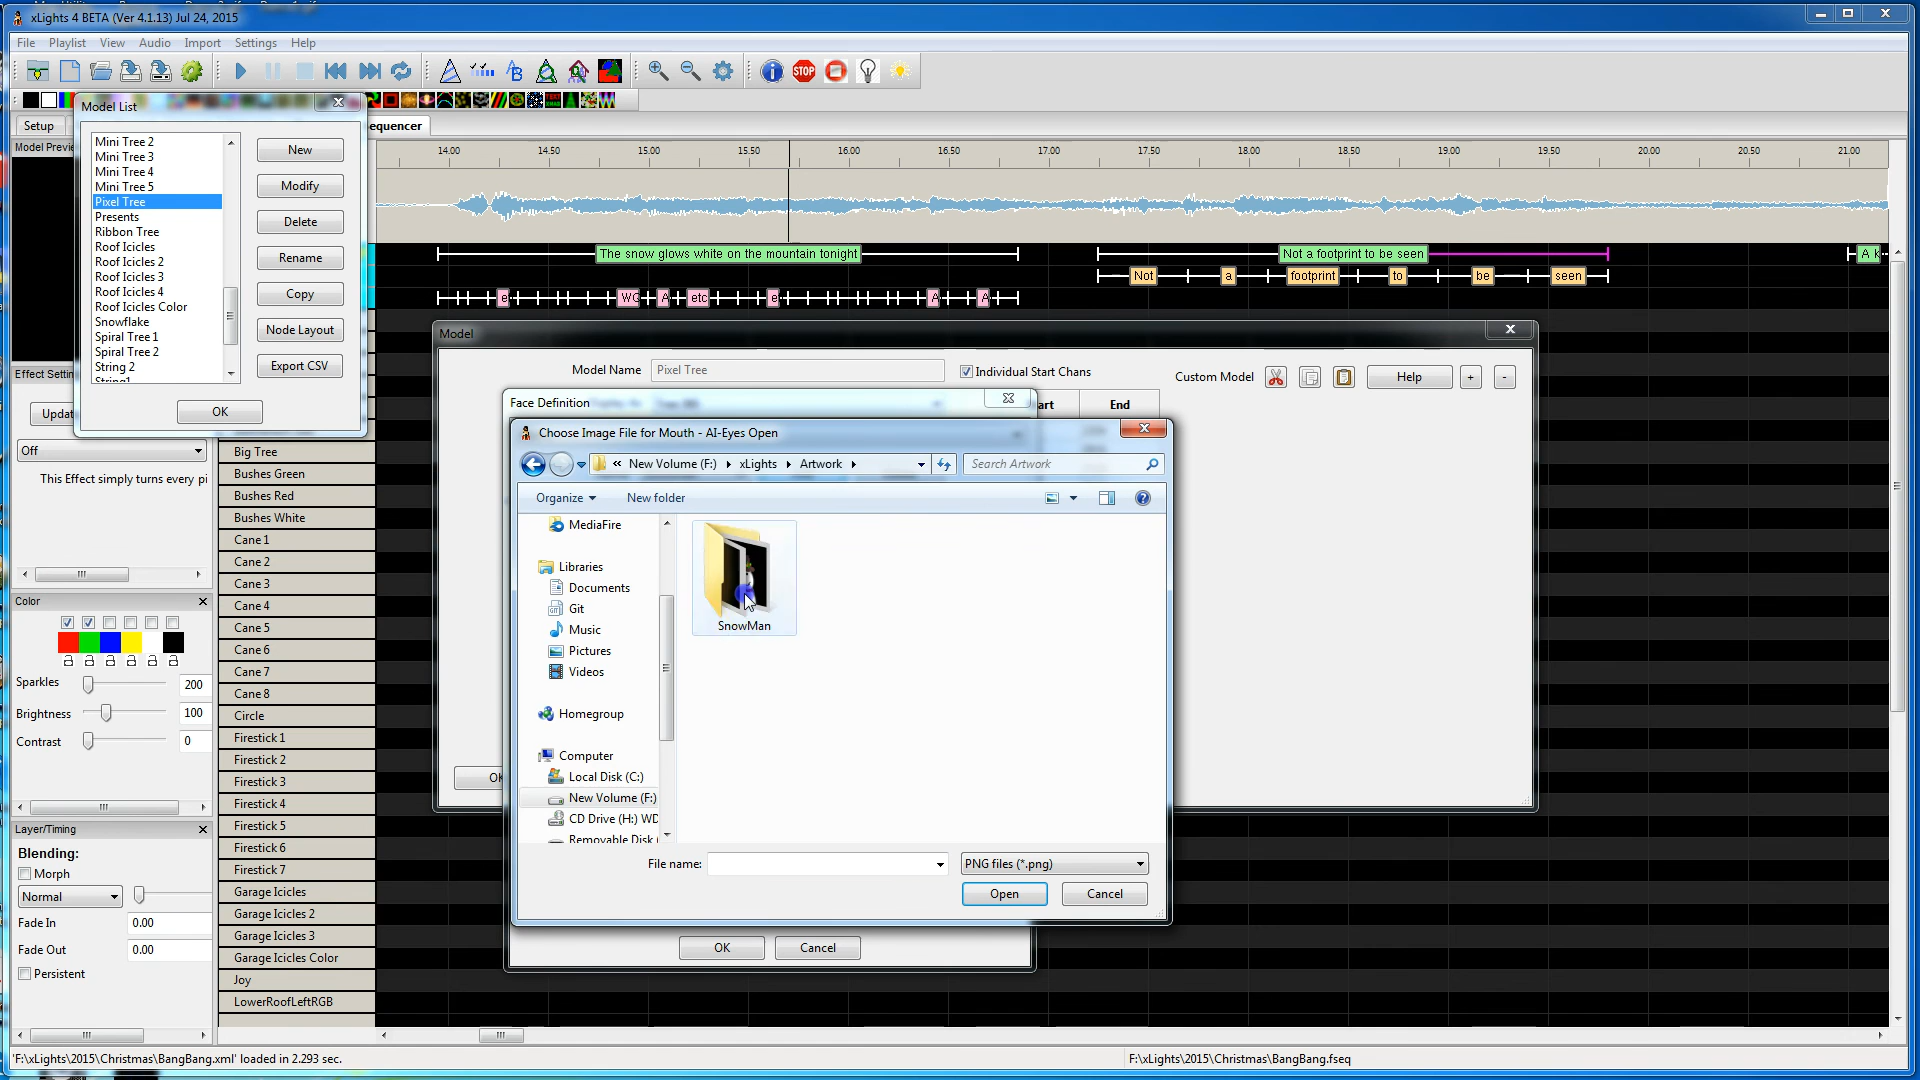 xLights 4 BETA (Ver 4.1.13) Jul 24, 2015
File Playlist View Audio Import Settings Help
Model List
Setup
equencer
Model Previe
Mini Tree 2
Mini Tree 3
Mini Tree 4
Mini Tree 5
Pixel Tree
Presents
Ribbon Tree
Roof Icicles
Roof Icicles 2
Roof Icicles 3
Roof Icicles 4
Roof Icicles Color
Snowflake
Spiral Tree 1
Spiral Tree 2
String 2
String1
New
Modify
Delete
Rename
Copy
Node Layout
Export CSV
OK
14.00 14.50 15.00 15.50 16.00 16.50 17.00 17.50 18.00 18.50 19.00 19.50 20.00 20.50 21.00
The snow glows white on the mountain tonight
Not a footprint to be seen
A k
Not a footprint to be seen
e WQ A etc e A A
Effect Settin
Updat
Off
This Effect simply turns every pi
Color
Sparkles 200
Brightness 100
Contrast 0
Layer/Timing
Blending:
Morph
Normal
Fade In 0.00
Fade Out 0.00
Persistent
Big Tree
Bushes Green
Bushes Red
Bushes White
Cane 1
Cane 2
Cane 3
Cane 4
Cane 5
Cane 6
Cane 7
Cane 8
Circle
Firestick 1
Firestick 2
Firestick 3
Firestick 4
Firestick 5
Firestick 6
Firestick 7
Garage Icicles
Garage Icicles 2
Garage Icicles 3
Garage Icicles Color
Joy
LowerRoofLeftRGB
Model
Model Name Pixel Tree Individual Start Chans
Custom Model Help + -
art End
OK
Face Definition
Choose Image File for Mouth - AI-Eyes Open
« New Volume (F:) xLights Artwork
Search Artwork
Organize New folder
MediaFire
Libraries
Documents
Git
Music
Pictures
Videos
Homegroup
Computer
Local Disk (C:)
New Volume (F:)
CD Drive (H:) WD
Removable Disk (
SnowMan
File name: PNG files (*.png)
Open Cancel
OK Cancel
'F:\xLights\2015\Christmas\BangBang.xml' loaded in 2.293 sec.
F:\xLights\2015\Christmas\BangBang.fseq